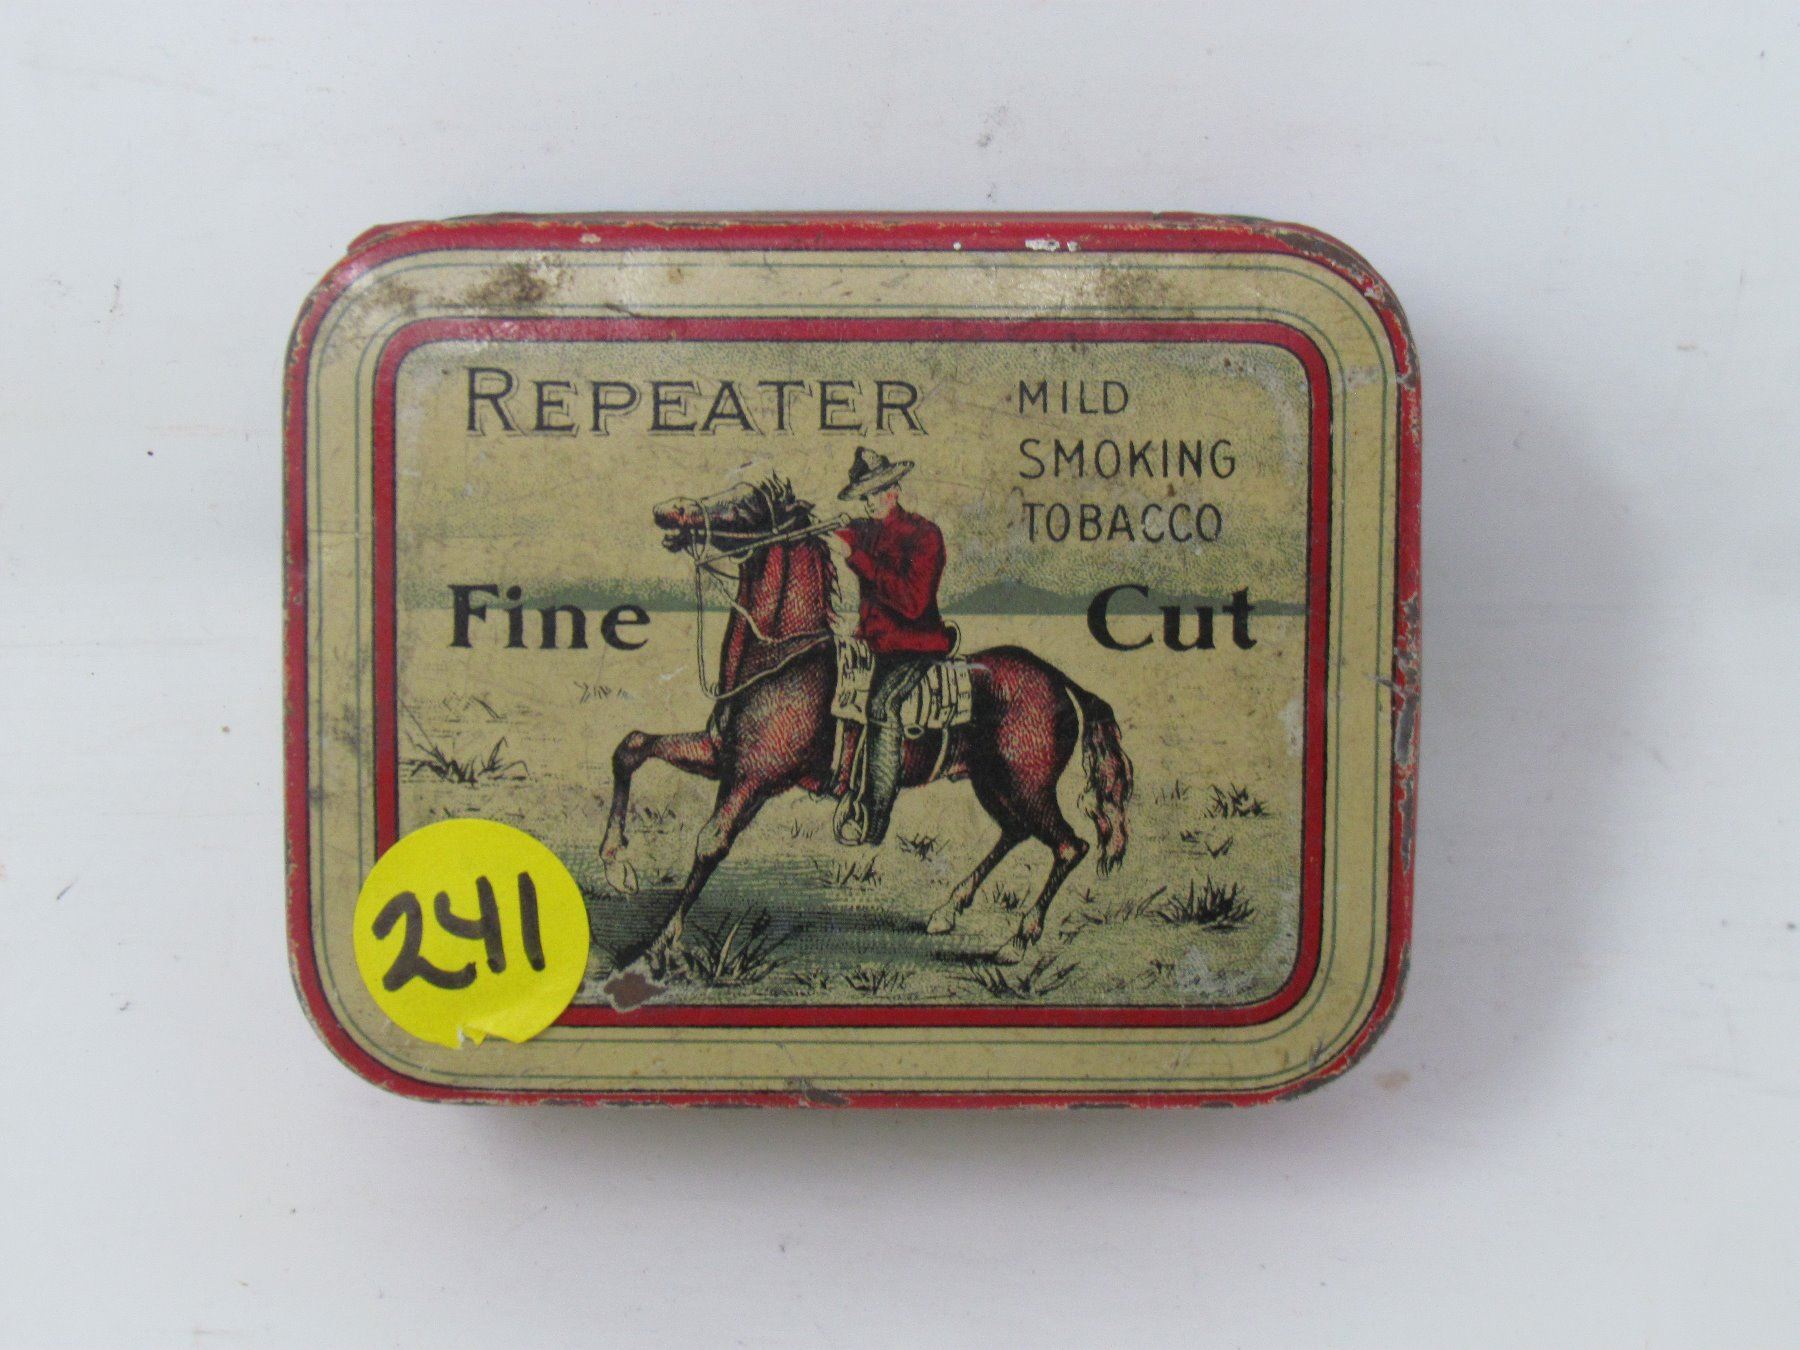 REPEATER
MILD
SMOKING
TOBACCO
Fine Cut
241